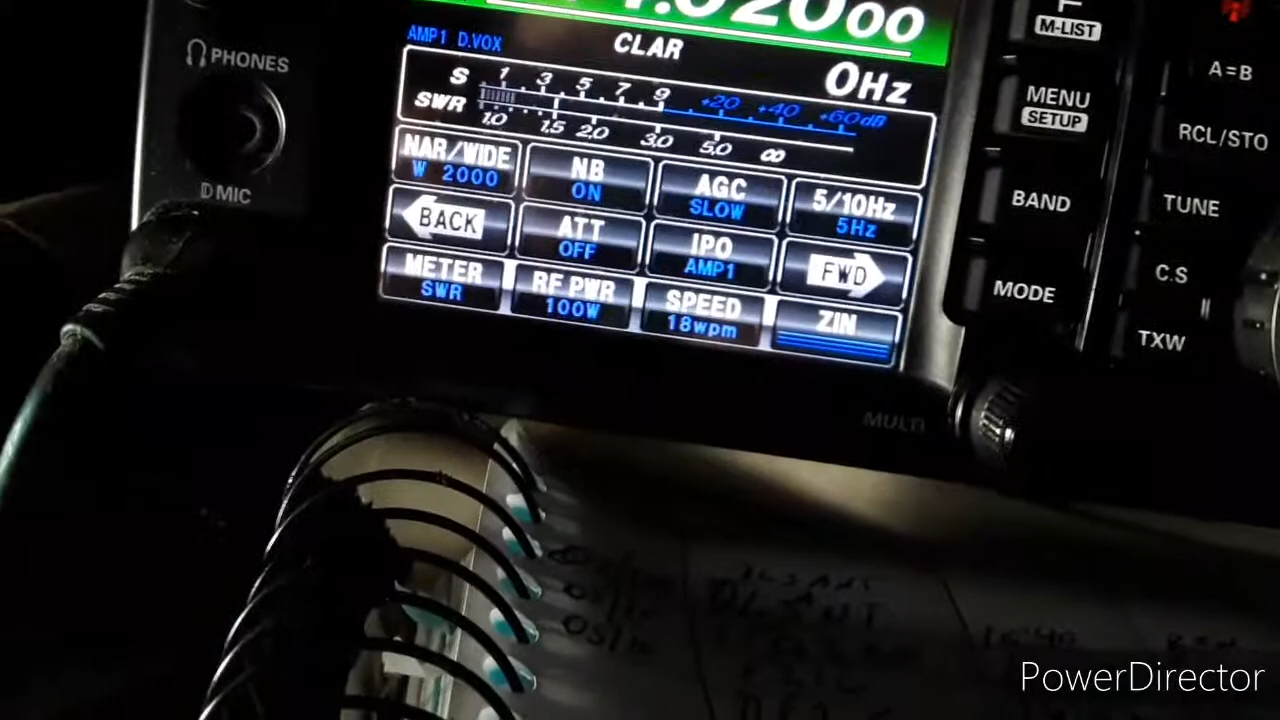 .02000
M-LIST
AMP1 D.VOX
CLAR
0Hz
PHONES
A=B
S 1 3 5 7 9 +20 +40 +60dB
SWR 1.0 1.5 2.0 3.0 5.0 ∞
MENU
SETUP
RCL/STO
NAR/WIDE
W 2000
NB
ON
AGC
SLOW
5/10Hz
5Hz
MIC
BAND
TUNE
BACK
ATT
OFF
IPO
AMP1
FWD
C.S
METER
SWR
RF PWR
100W
SPEED
18wpm
ZIN
MODE
TXW
MULTI
PowerDirector